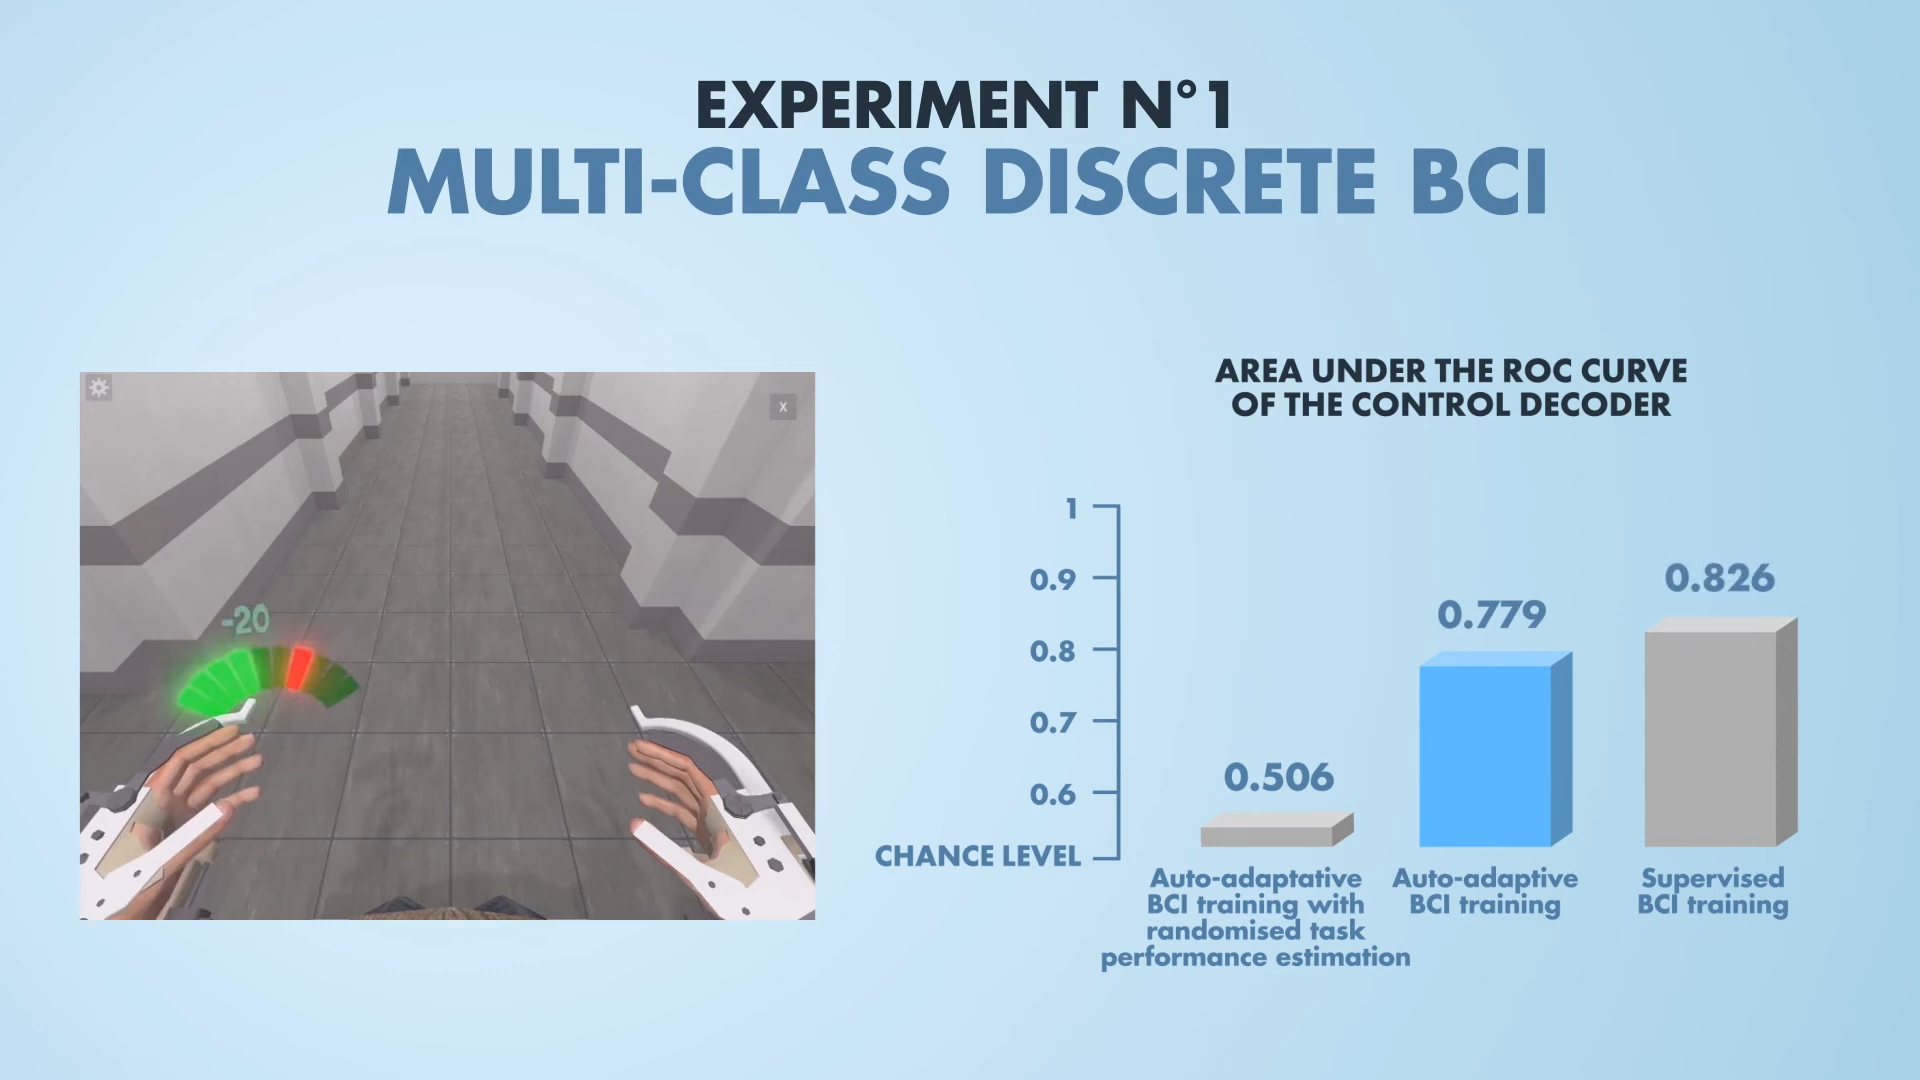 EXPERIMENT N°1
MULTI-CLASS DISCRETE BCI
X
-20
AREA UNDER THE ROC CURVE
OF THE CONTROL DECODER
1
0.9
0.8
0.7
0.6
CHANCE LEVEL
0.506
0.779
0.826
Auto-adaptative
BCI training with
randomised task
performance estimation
Auto-adaptive
BCI training
Supervised
BCI training